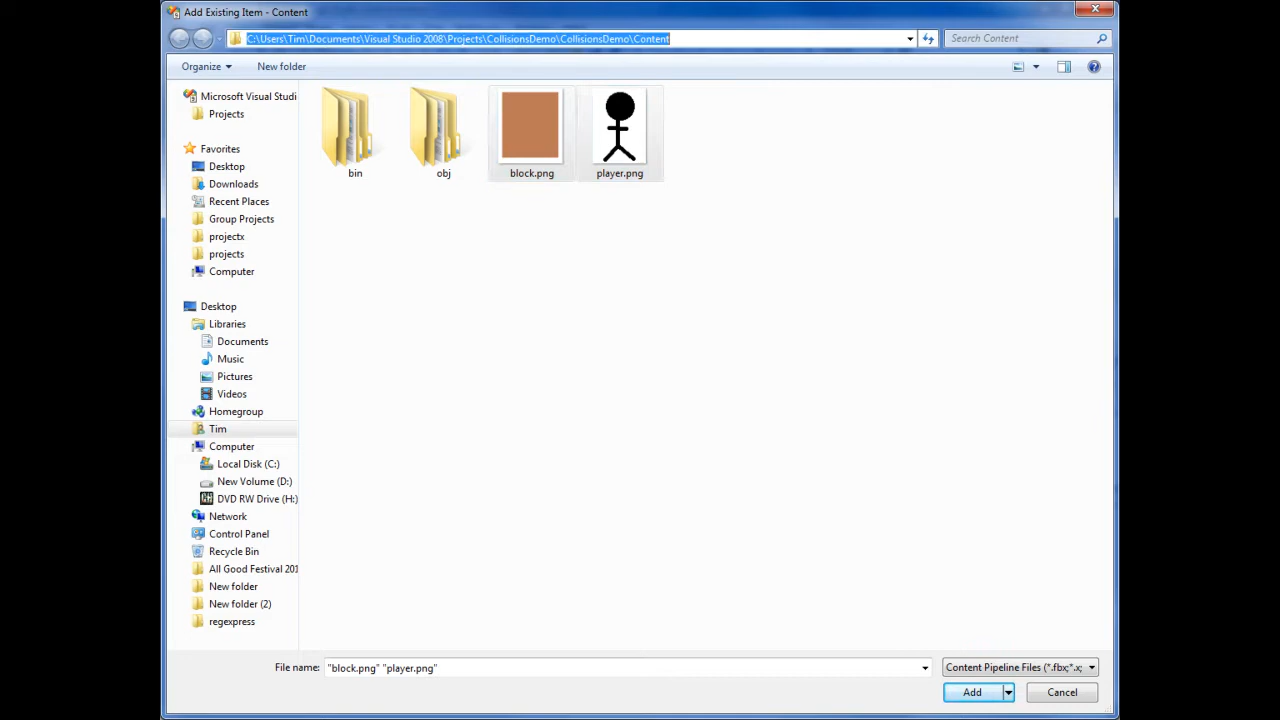 Add Existing Item - Content
C:\Users\Tim\Documents\Visual Studio 2008\Projects\CollisionsDemo\CollisionsDemo\Content
Search Content
Organize
New folder
Microsoft Visual Studi
Projects
Favorites
Desktop
Downloads
Recent Places
Group Projects
projectx
projects
Computer
Desktop
Libraries
Documents
Music
Pictures
Videos
Homegroup
Tim
Computer
Local Disk (C:)
New Volume (D:)
DVD RW Drive (H:)
Network
Control Panel
Recycle Bin
All Good Festival 201
New folder
New folder (2)
regexpress
bin
obj
block.png
player.png
File name:
"block.png" "player.png"
Content Pipeline Files (*.fbx;*.x;
Add
Cancel